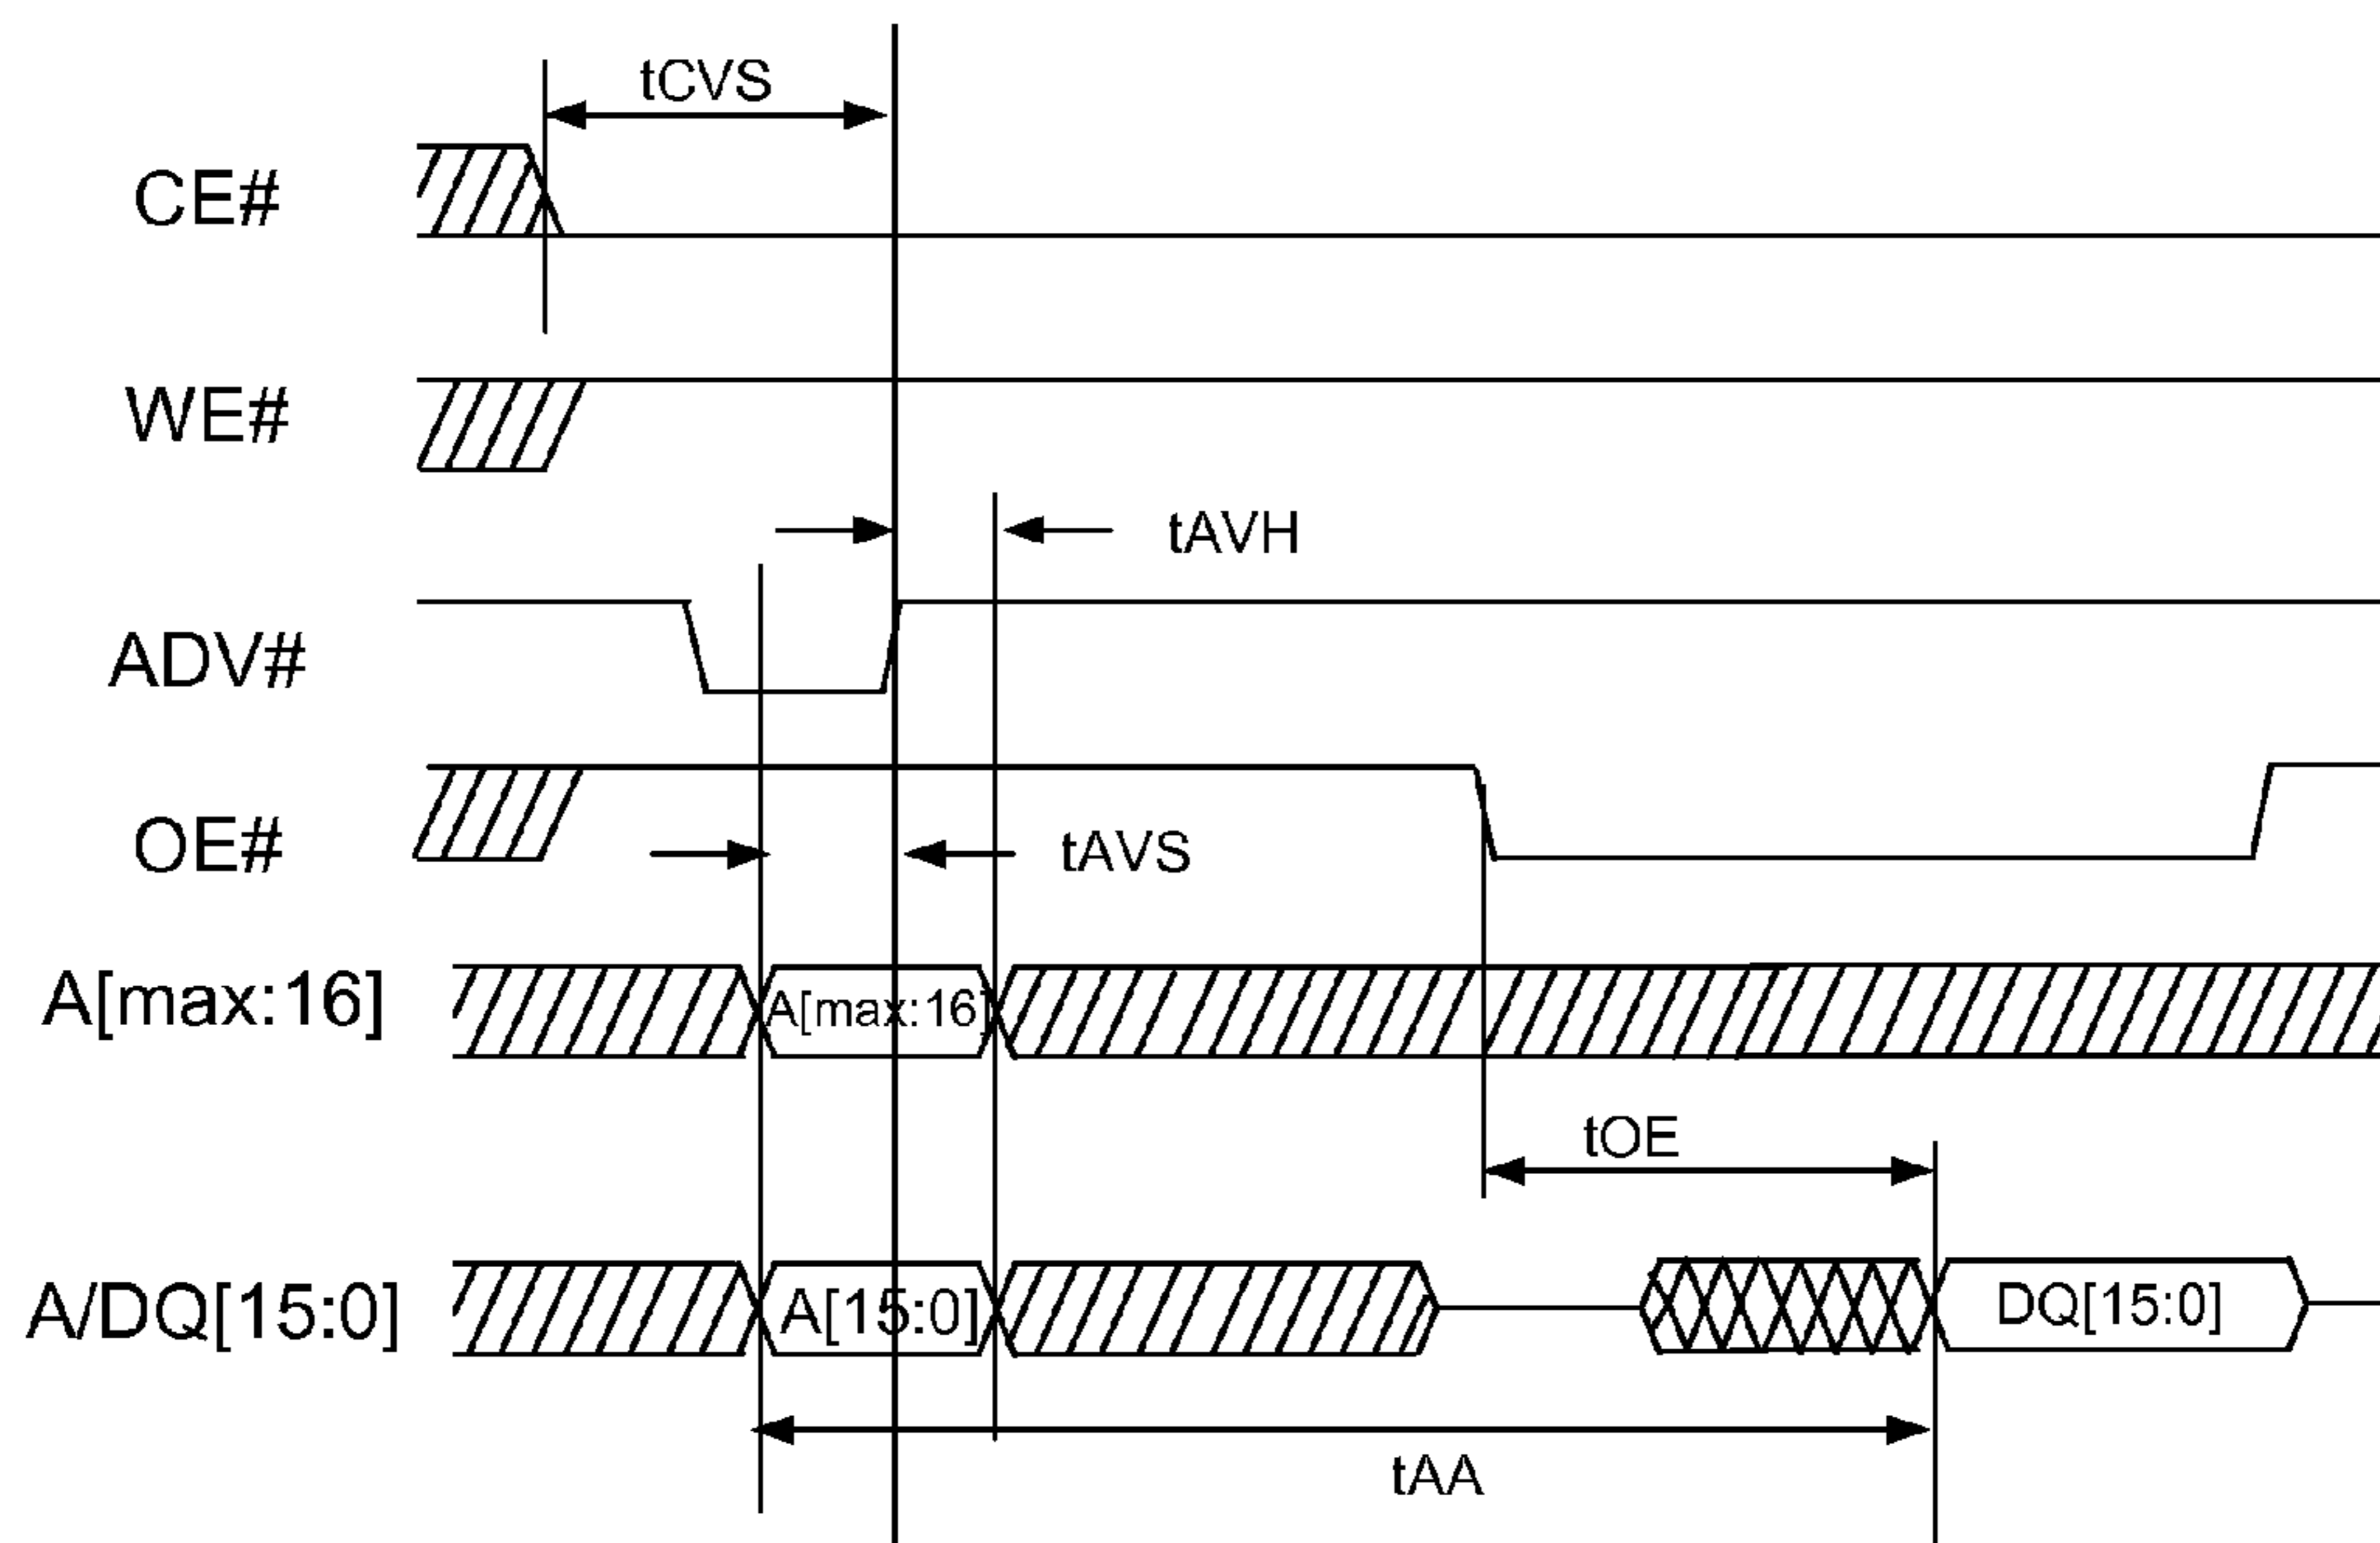 tCVS
CE#
WE#
tAVH
ADV#
OE#
tAVS
A[max:16]
A[max:16]
tOE
A/DQ[15:0]
A[15:0]
DQ[15:0]
tAA